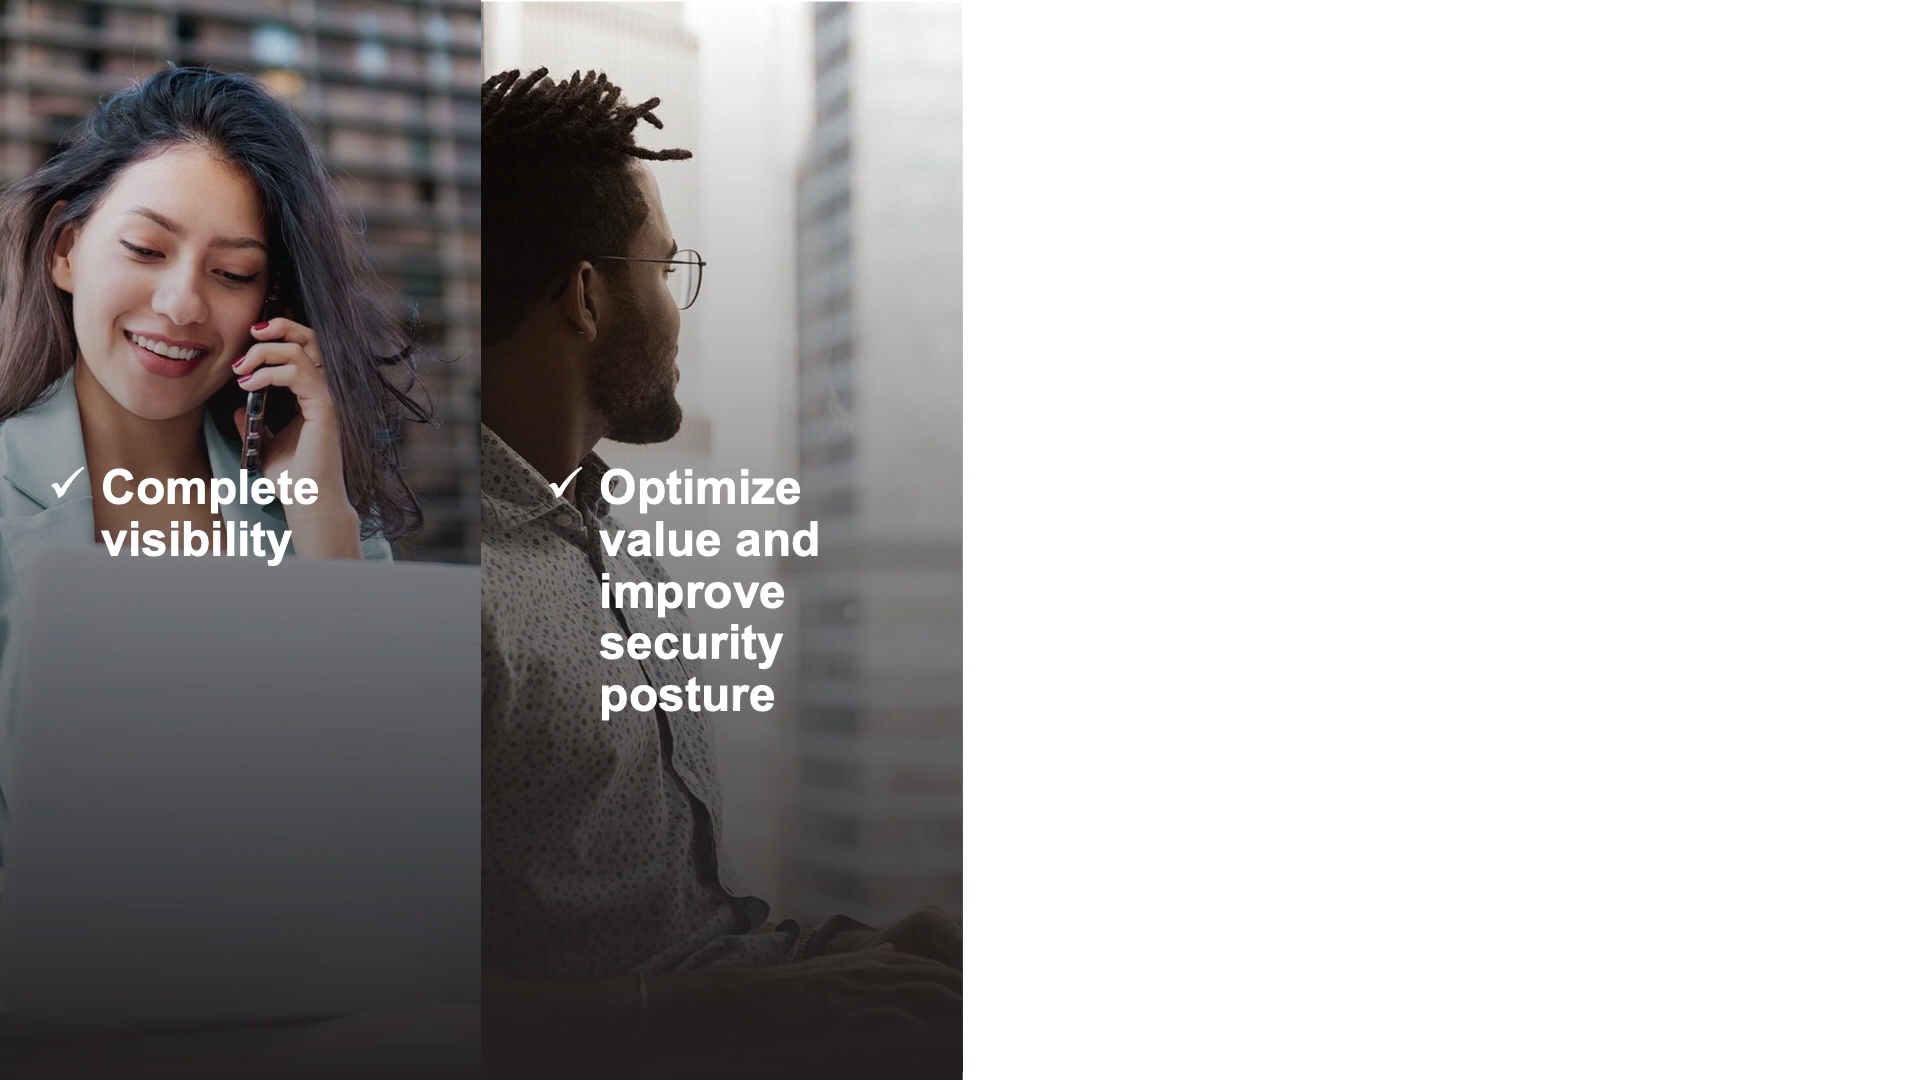 ✓ Complete
visibility
✓ Optimize
value and
improve
security
posture